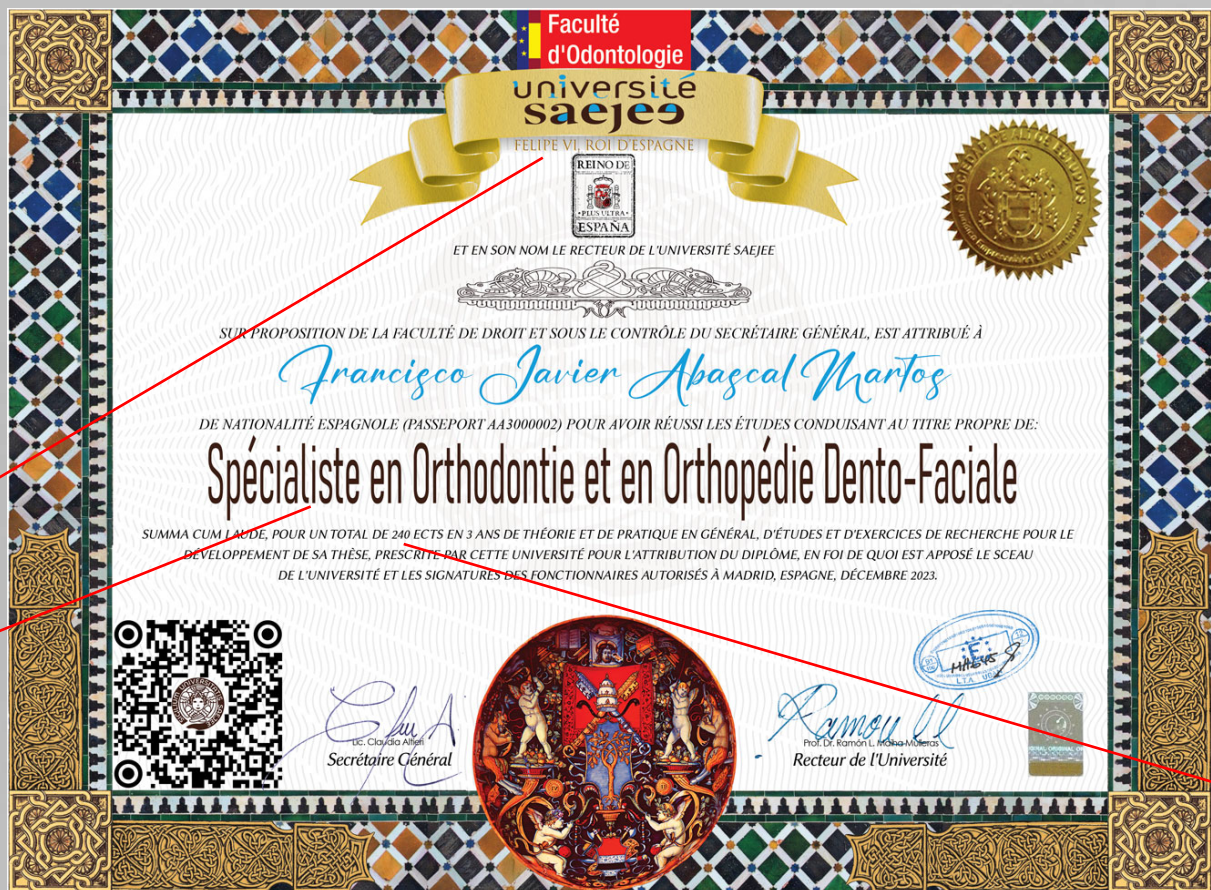 Faculté
d'Odontologie
université
saejee
FELIPE VI, ROI D'ESPAGNE
REINO DE
•PLUS ULTRA•
ESPAÑA
ET EN SON NOM LE RECTEUR DE L'UNIVERSITÉ SAEJEE
SUR PROPOSITION DE LA FACULTÉ DE DROIT ET SOUS LE CONTRÔLE DU SECRÉTAIRE GÉNÉRAL, EST ATTRIBUÉ À
Francisco Javier Abascal Martos
DE NATIONALITÉ ESPAGNOLE (PASSEPORT AA3000002) POUR AVOIR RÉUSSI LES ÉTUDES CONDUISANT AU TITRE PROPRE DE:
Spécialiste en Orthodontie et en Orthopédie Dento-Faciale
SUMMA CUM LAUDE, POUR UN TOTAL DE 240 ECTS EN 3 ANS DE THÉORIE ET DE PRATIQUE EN GÉNÉRAL, D'ÉTUDES ET D'EXERCICES DE RECHERCHE POUR LE
DÉVELOPPEMENT DE SA THÈSE, PRESCRITE PAR CETTE UNIVERSITÉ POUR L'ATTRIBUTION DU DIPLÔME, EN FOI DE QUOI EST APPOSÉ LE SCEAU
DE L'UNIVERSITÉ ET LES SIGNATURES DES FONCTIONNAIRES AUTORISÉS À MADRID, ESPAGNE, DÉCEMBRE 2023.
Lic. Claudia Altieri
Secrétaire Général
Prof. Dr. Ramón L.
Recteur de l'Université